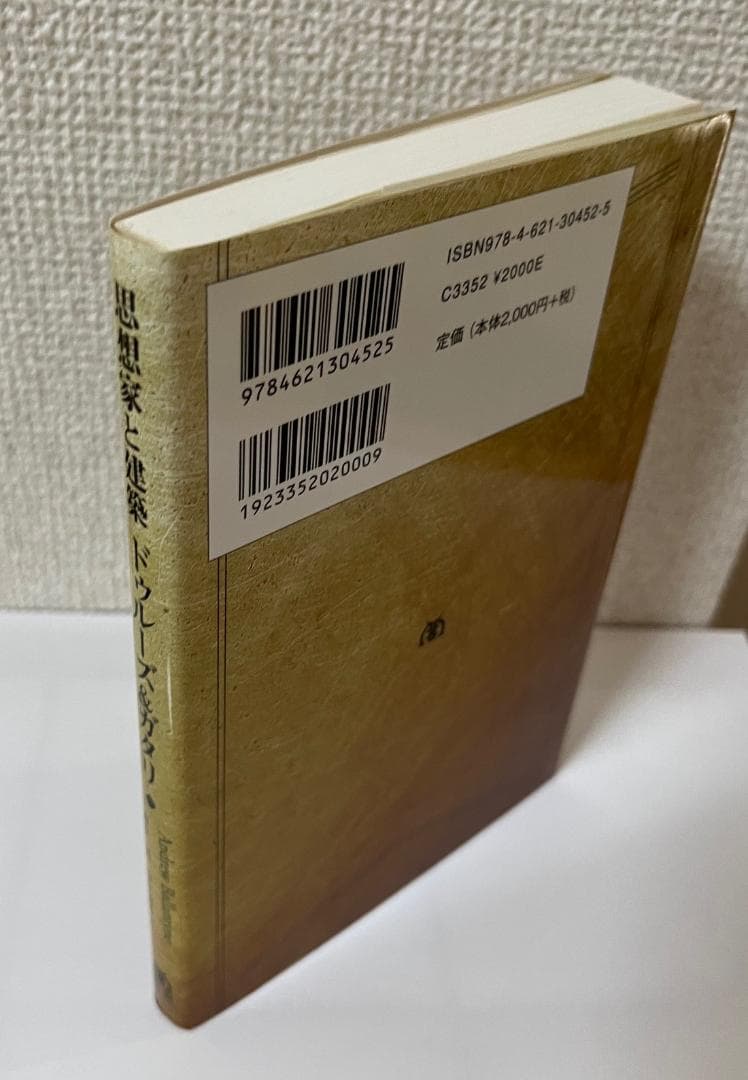 思想家と建築 ドゥルーズ&ガタリ
Andrew
ISBN978-4-621-30452-5
C3352 ¥2000E
定価(本体2,000円+税)
9784621304525
1923352020009